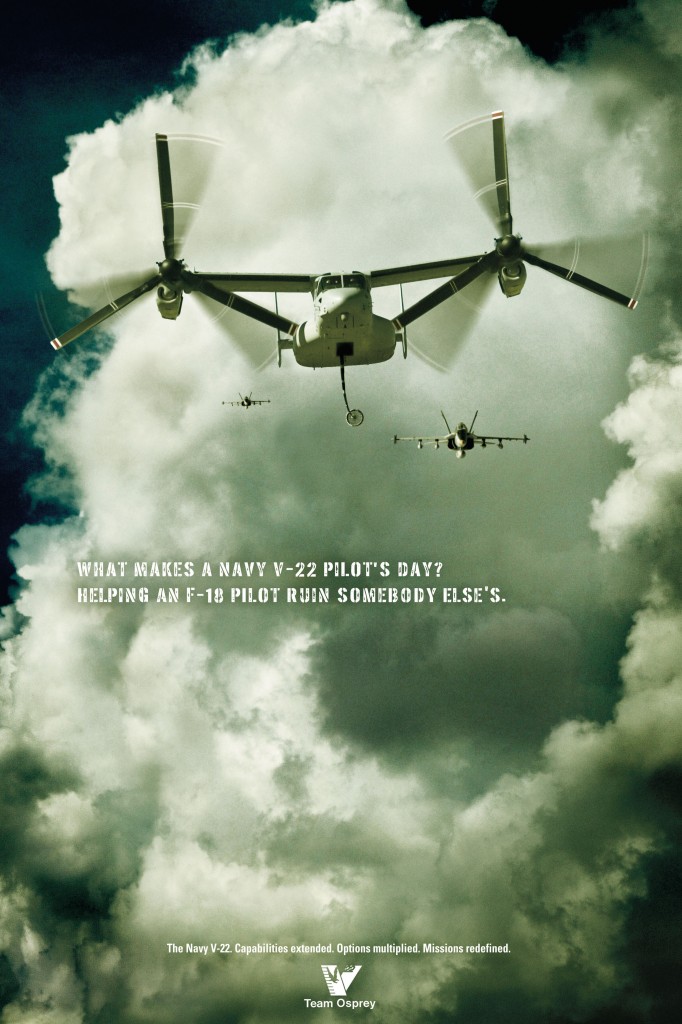 WHAT MAKES A NAVY V-22 PILOT'S DAY?
HELPING AN F-18 PILOT RUIN SOMEBODY ELSE'S.
The Navy V-22. Capabilities extended. Options multiplied. Missions redefined.
Team Osprey